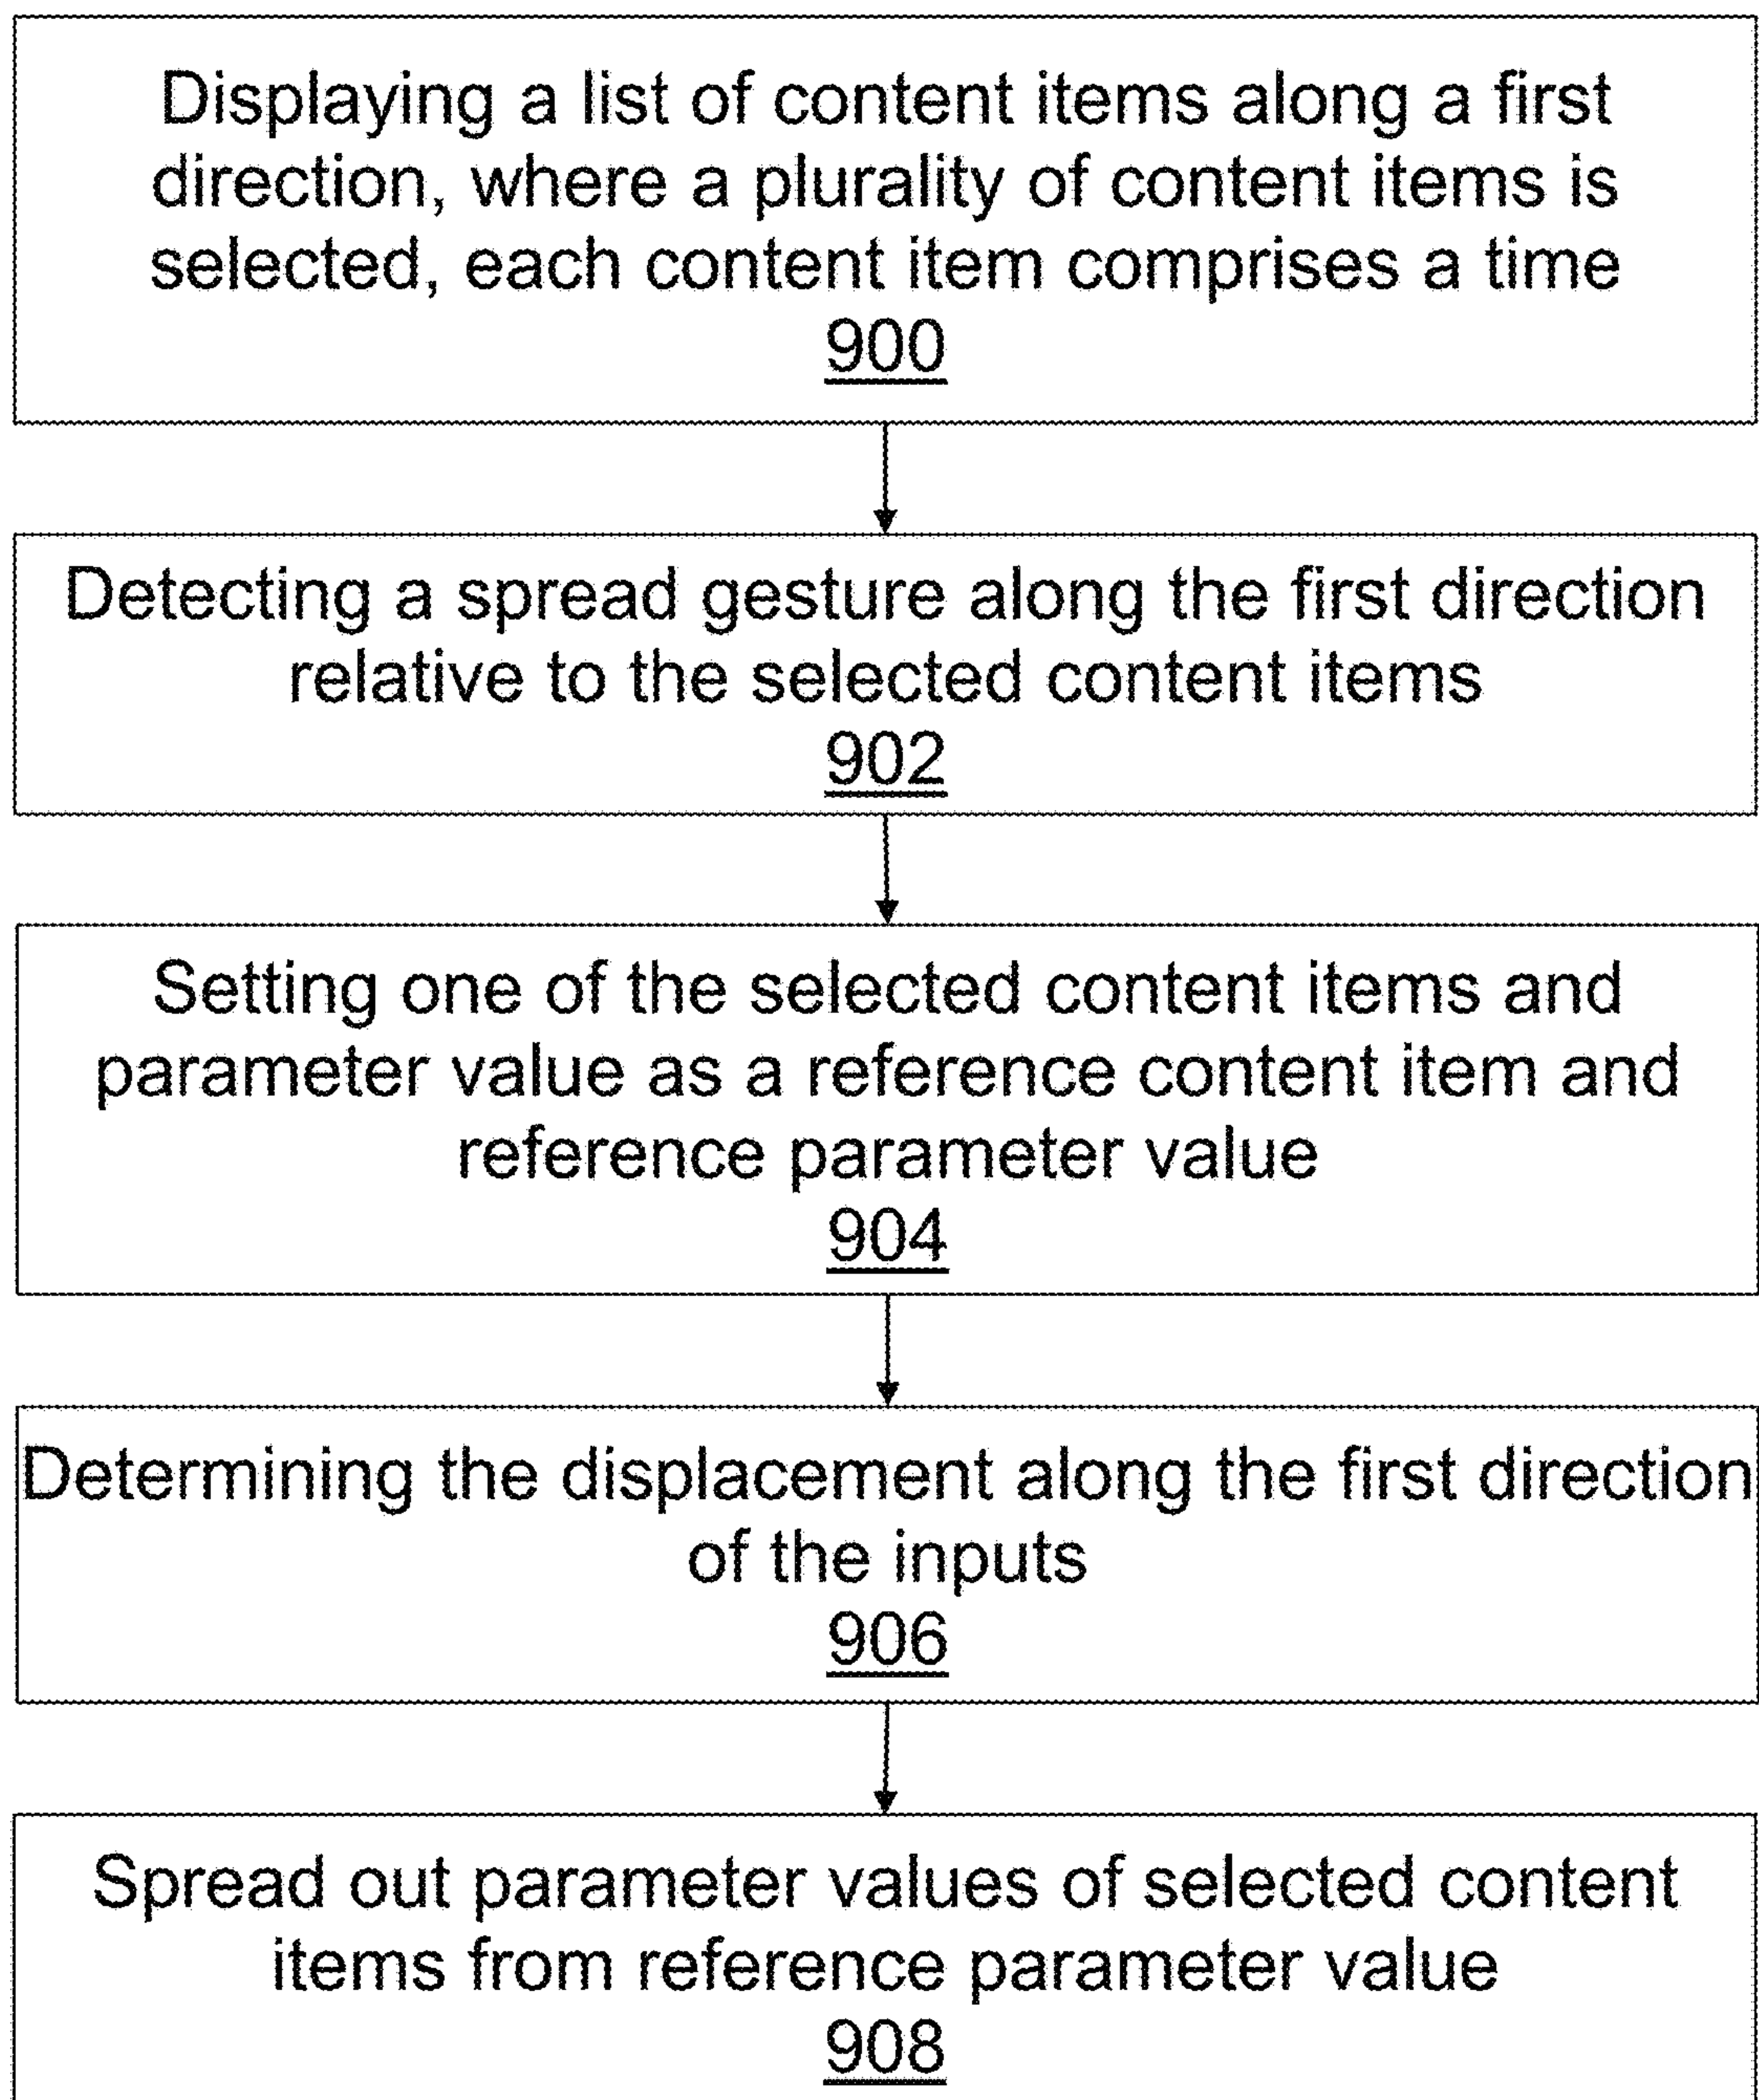 Displaying a list of content items along a first
direction, where a plurality of content items is
selected, each content item comprises a time
900
Detecting a spread gesture along the first direction
relative to the selected content items
902
Setting one of the selected content items and
parameter value as a reference content item and
reference parameter value
904
Determining the displacement along the first direction
of the inputs
906
Spread out parameter values of selected content
items from reference parameter value
908